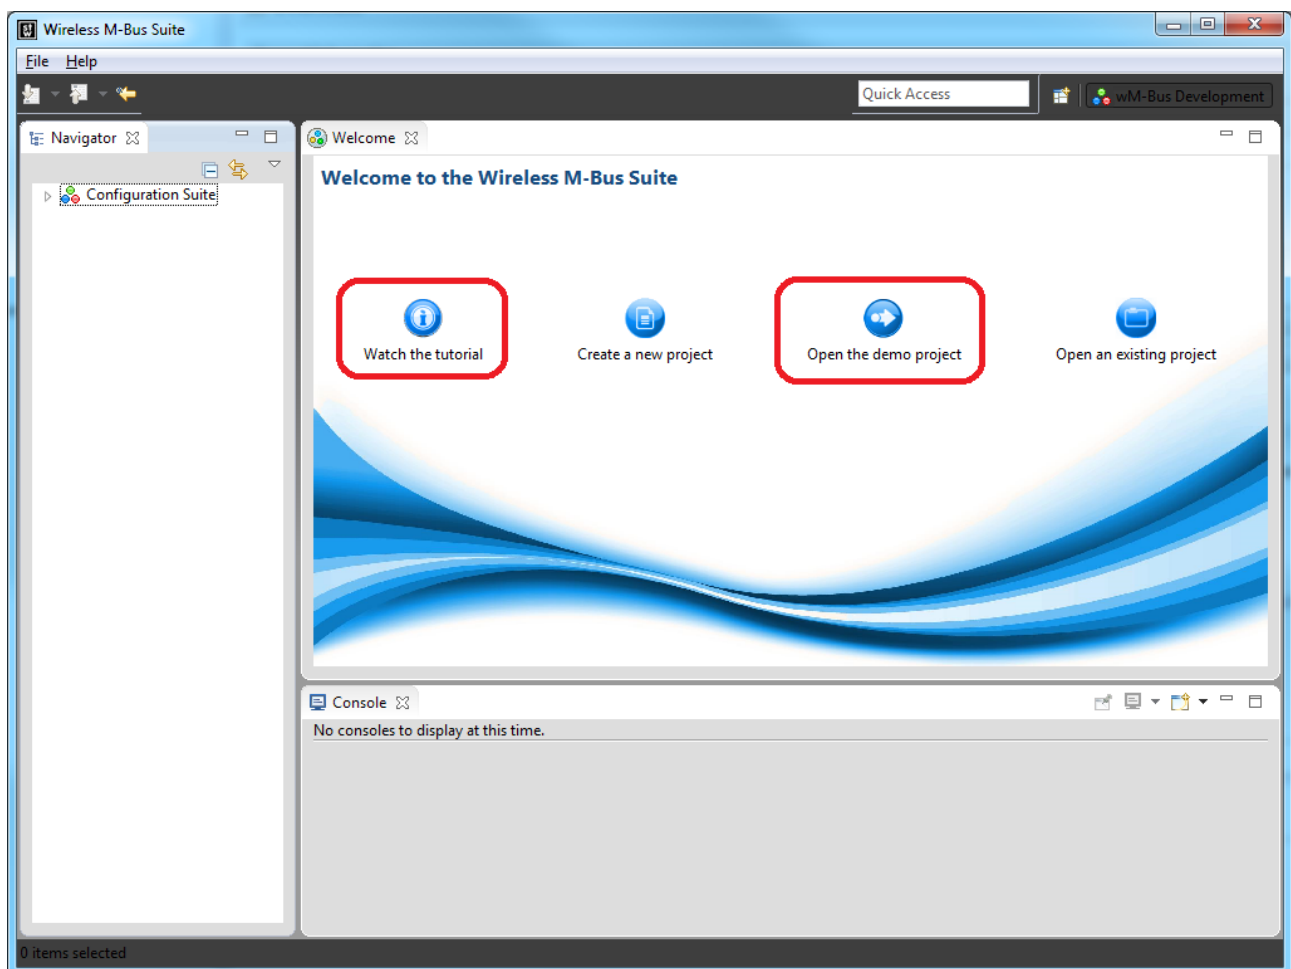 Wireless M-Bus Suite
File Help
Quick Access
wM-Bus Development
Navigator
Configuration Suite
Welcome
Welcome to the Wireless M-Bus Suite
Watch the tutorial
Create a new project
Open the demo project
Open an existing project
Console
No consoles to display at this time.
0 items selected